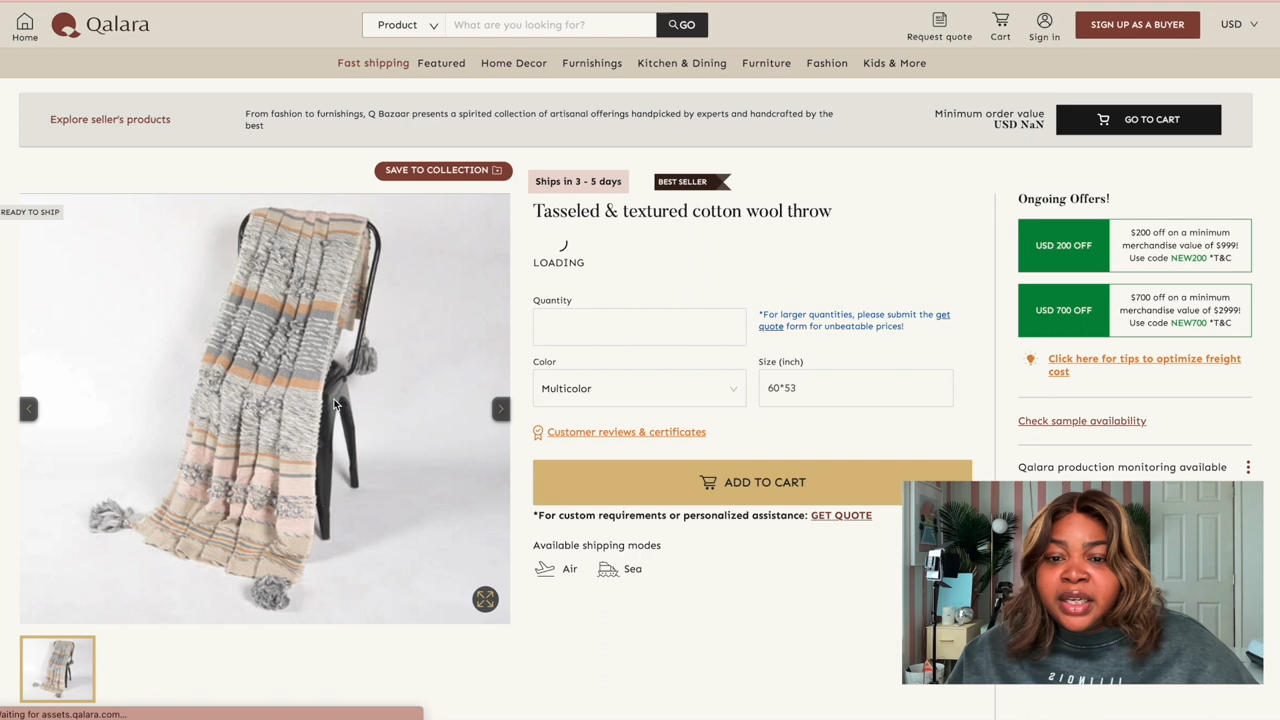 Home
Qalara
Product
What are you looking for?
GO
Request quote
Cart
Sign in
SIGN UP AS A BUYER
USD
Fast shipping
Featured
Home Decor
Furnishings
Kitchen & Dining
Furniture
Fashion
Kids & More
Explore seller's products
From fashion to furnishings, Q Bazaar presents a spirited collection of artisanal offerings handpicked by experts and handcrafted by the
best
Minimum order value
USD NaN
GO TO CART
SAVE TO COLLECTION
READY TO SHIP
Ships in 3 - 5 days
BEST SELLER
Tasseled & textured cotton wool throw
LOADING
Quantity
*For larger quantities, please submit the get
quote form for unbeatable prices!
Color
Multicolor
Size (inch)
60*53
Customer reviews & certificates
ADD TO CART
*For custom requirements or personalized assistance: GET QUOTE
Available shipping modes
Air
Sea
Ongoing Offers!
USD 200 OFF
$200 off on a minimum
merchandise value of $999!
Use code NEW200 *T&C
USD 700 OFF
$700 off on a minimum
merchandise value of $2999!
Use code NEW700 *T&C
Click here for tips to optimize freight
cost
Check sample availability
Qalara production monitoring available
Waiting for assets.qalara.com...